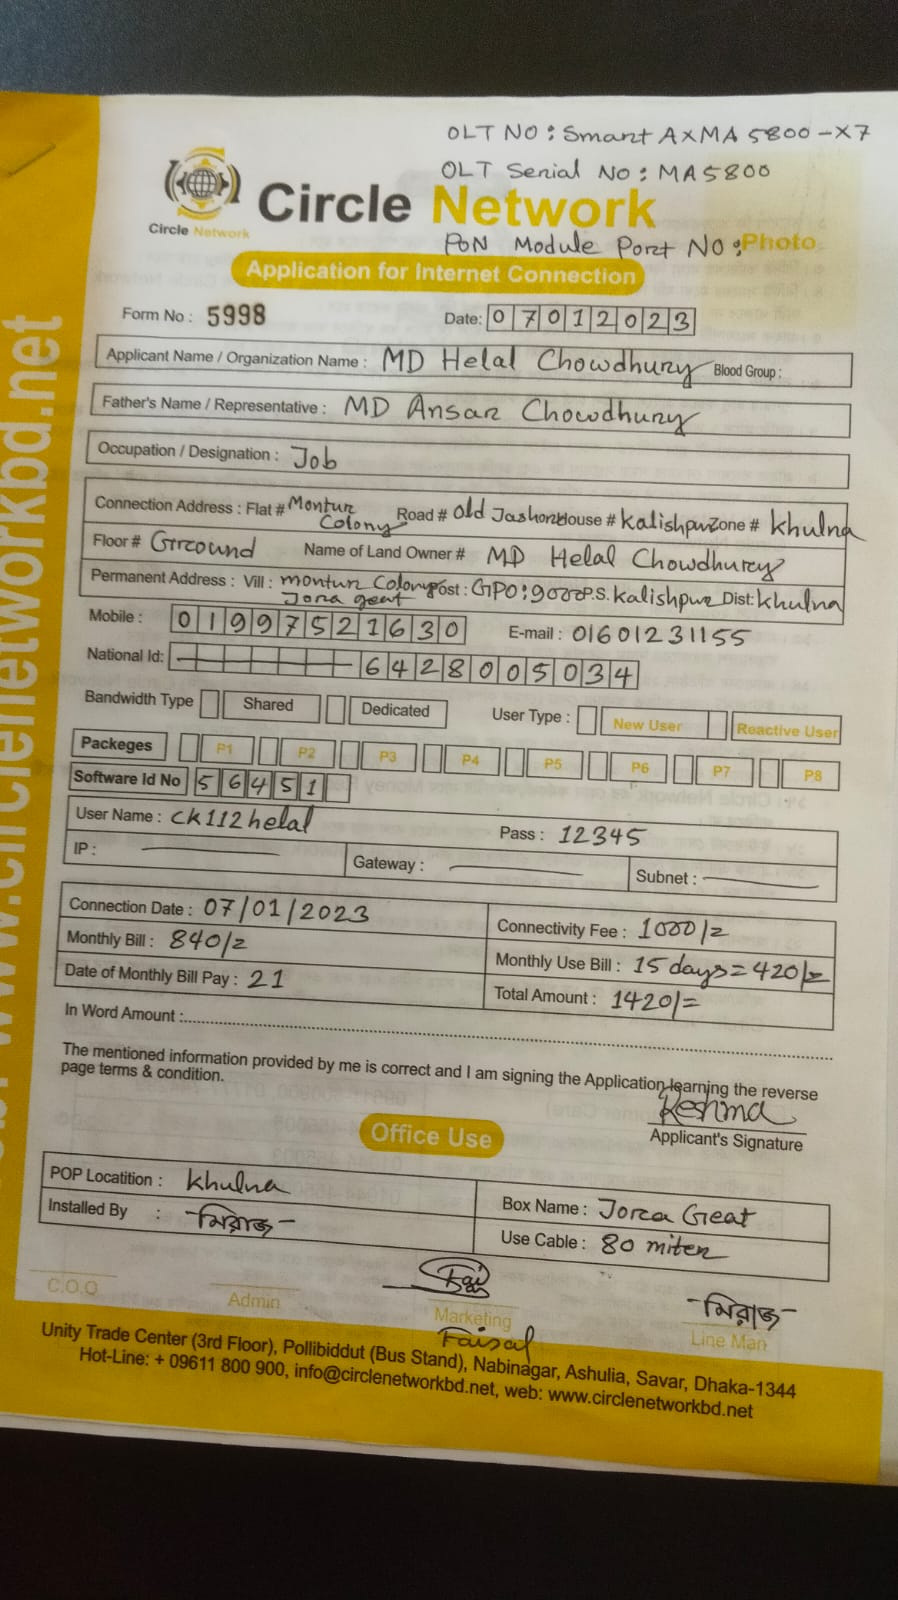 OLT NO: Smart AXMA 5800-X7
OLT Serial No: MA5800
Circle Network
Circle Network
PON Module Port NO: Photo
Application for Internet Connection
Form No: 5998 Date: 07012023
Applicant Name / Organization Name: MD Helal Chowdhury Blood Group:
Father's Name / Representative: MD Ansar Chowdhury
Occupation / Designation: Job
Connection Address: Flat # Montur Colony Road # Old Jashor House # Kalishpur Zone # Khulna
Floor # Grcound Name of Land Owner # MD Helal Chowdhury
Permanent Address: Vill: montur Colony Jora geat Post: GPO:9000 P.S. Kalishpur Dist: Khulna
Mobile: 01997521630 E-mail: 01601231155
National Id: 6428005034
Bandwidth Type Shared Dedicated User Type: New User Reactive User
Packeges P1 P2 P3 P4 P5 P6 P7 P8
Software Id No 56451
User Name: ck112helal Pass: 12345
IP: Gateway: Subnet:
Connection Date: 07/01/2023 Connectivity Fee: 1000/=
Monthly Bill: 840/= Monthly Use Bill: 15 days = 420/=
Date of Monthly Bill Pay: 21 Total Amount: 1420/=
In Word Amount:
The mentioned information provided by me is correct and I am signing the Application learning the reverse
page terms & condition.
Reshma
Applicant's Signature
Office Use
POP Locatition: Khulna Box Name: Jorca Geat
Installed By: মিরাজ Use Cable: 80 miter
C.O.O Admin Marketing মিরাজ Line Man
Faisal
Unity Trade Center (3rd Floor), Pollibiddut (Bus Stand), Nabinagar, Ashulia, Savar, Dhaka-1344
Hot-Line: + 09611 800 900, info@circlenetworkbd.net, web: www.circlenetworkbd.net
www.circlenetworkbd.net